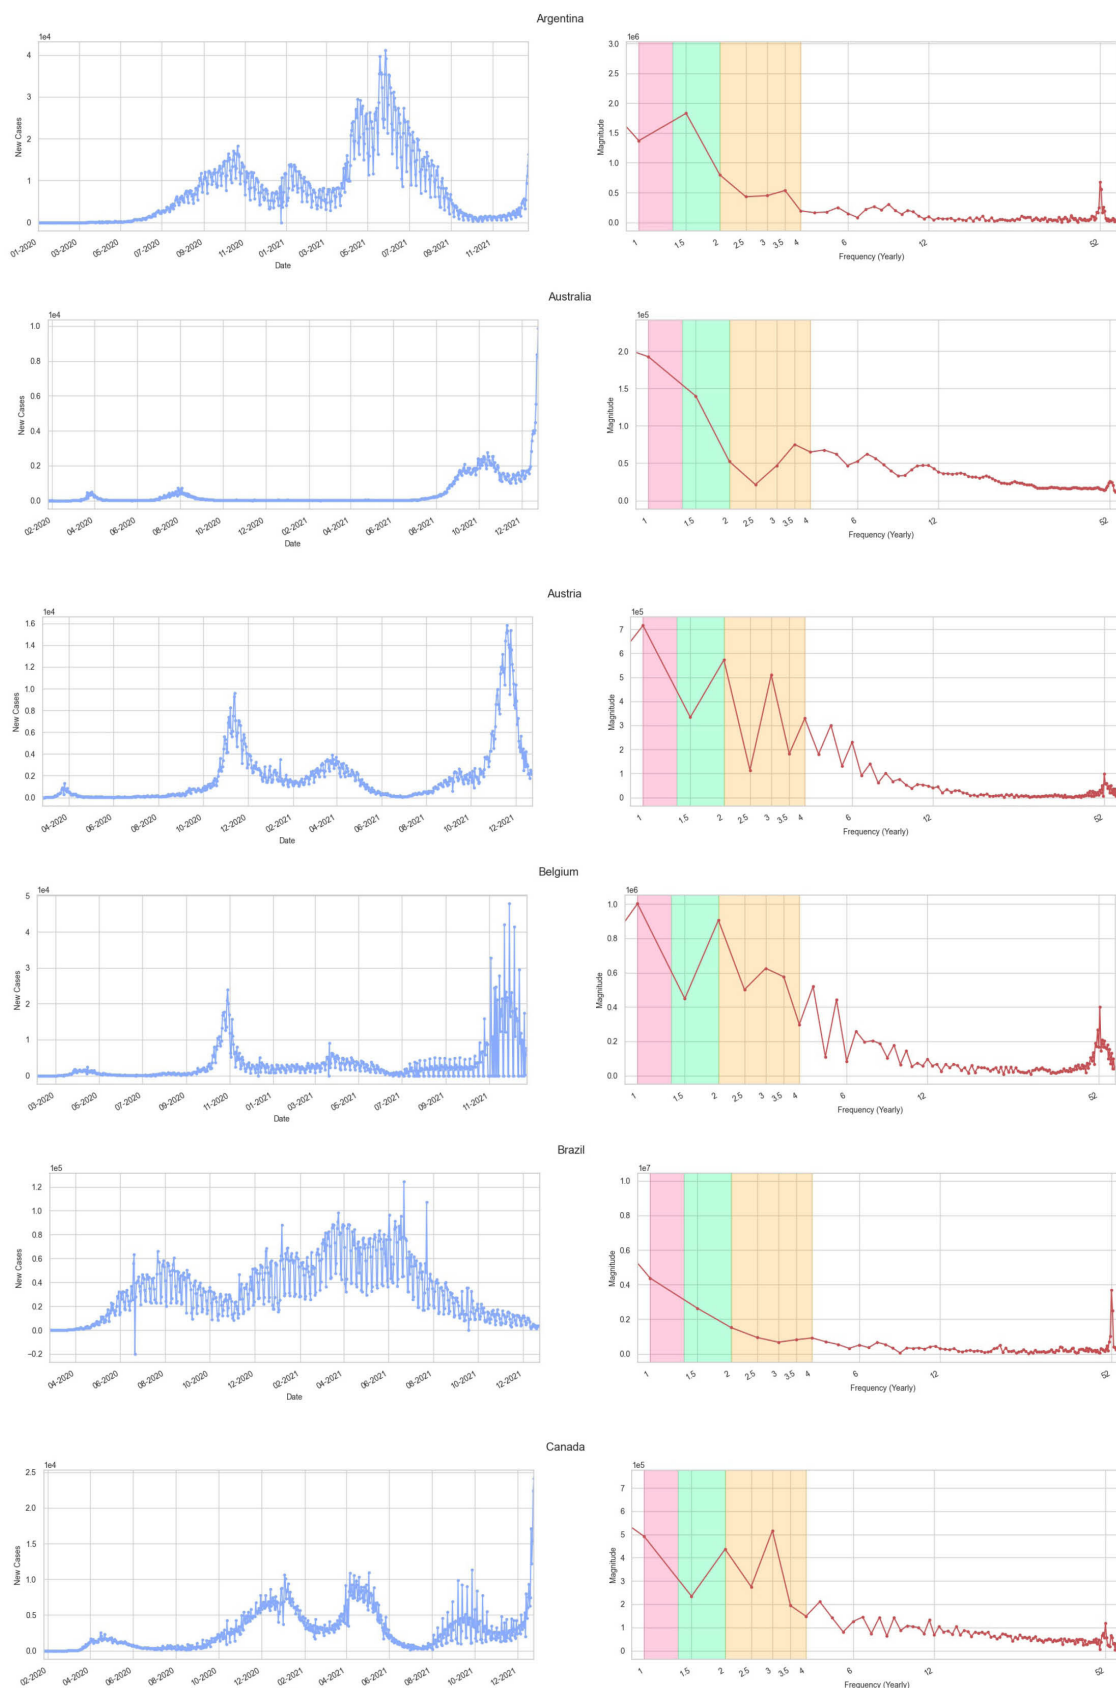 Argentina
1e4
4
3
2
1
0
New Cases
01-2020 03-2020 05-2020 07-2020 09-2020 11-2020 01-2021 03-2021 05-2021 07-2021 09-2021 11-2021
Date
1e6
3.0
2.5
2.0
1.5
1.0
0.5
0.0
Magnitude
1 1.5 2 2.5 3 3.5 4 6 12 52
Frequency (Yearly)
Australia
1e4
1.0
0.8
0.6
0.4
0.2
0.0
New Cases
02-2020 04-2020 06-2020 08-2020 10-2020 12-2020 02-2021 04-2021 06-2021 08-2021 10-2021 12-2021
Date
1e5
2.0
1.5
1.0
0.5
0.0
Magnitude
1 1.5 2 2.5 3 3.5 4 6 12 52
Frequency (Yearly)
Austria
1e4
1.6
1.4
1.2
1.0
0.8
0.6
0.4
0.2
0.0
New Cases
04-2020 06-2020 08-2020 10-2020 12-2020 02-2021 04-2021 06-2021 08-2021 10-2021 12-2021
Date
1e5
7
6
5
4
3
2
1
0
Magnitude
1 1.5 2 2.5 3 3.5 4 6 12 52
Frequency (Yearly)
Belgium
1e4
5
4
3
2
1
0
New Cases
03-2020 05-2020 07-2020 09-2020 11-2020 01-2021 03-2021 05-2021 07-2021 09-2021 11-2021
Date
1e6
1.0
0.8
0.6
0.4
0.2
0.0
Magnitude
1 1.5 2 2.5 3 3.5 4 6 12 52
Frequency (Yearly)
Brazil
1e5
1.2
1.0
0.8
0.6
0.4
0.2
0.0
−0.2
New Cases
04-2020 06-2020 08-2020 10-2020 12-2020 02-2021 04-2021 06-2021 08-2021 10-2021 12-2021
Date
1e7
1.0
0.8
0.6
0.4
0.2
0.0
Magnitude
1 1.5 2 2.5 3 3.5 4 6 12 52
Frequency (Yearly)
Canada
1e4
2.5
2.0
1.5
1.0
0.5
0.0
New Cases
02-2020 04-2020 06-2020 08-2020 10-2020 12-2020 02-2021 04-2021 06-2021 08-2021 10-2021 12-2021
1e5
7
6
5
4
3
2
1
0
Magnitude
1 1.5 2 2.5 3 3.5 4 6 12 52
Frequency (Yearly)